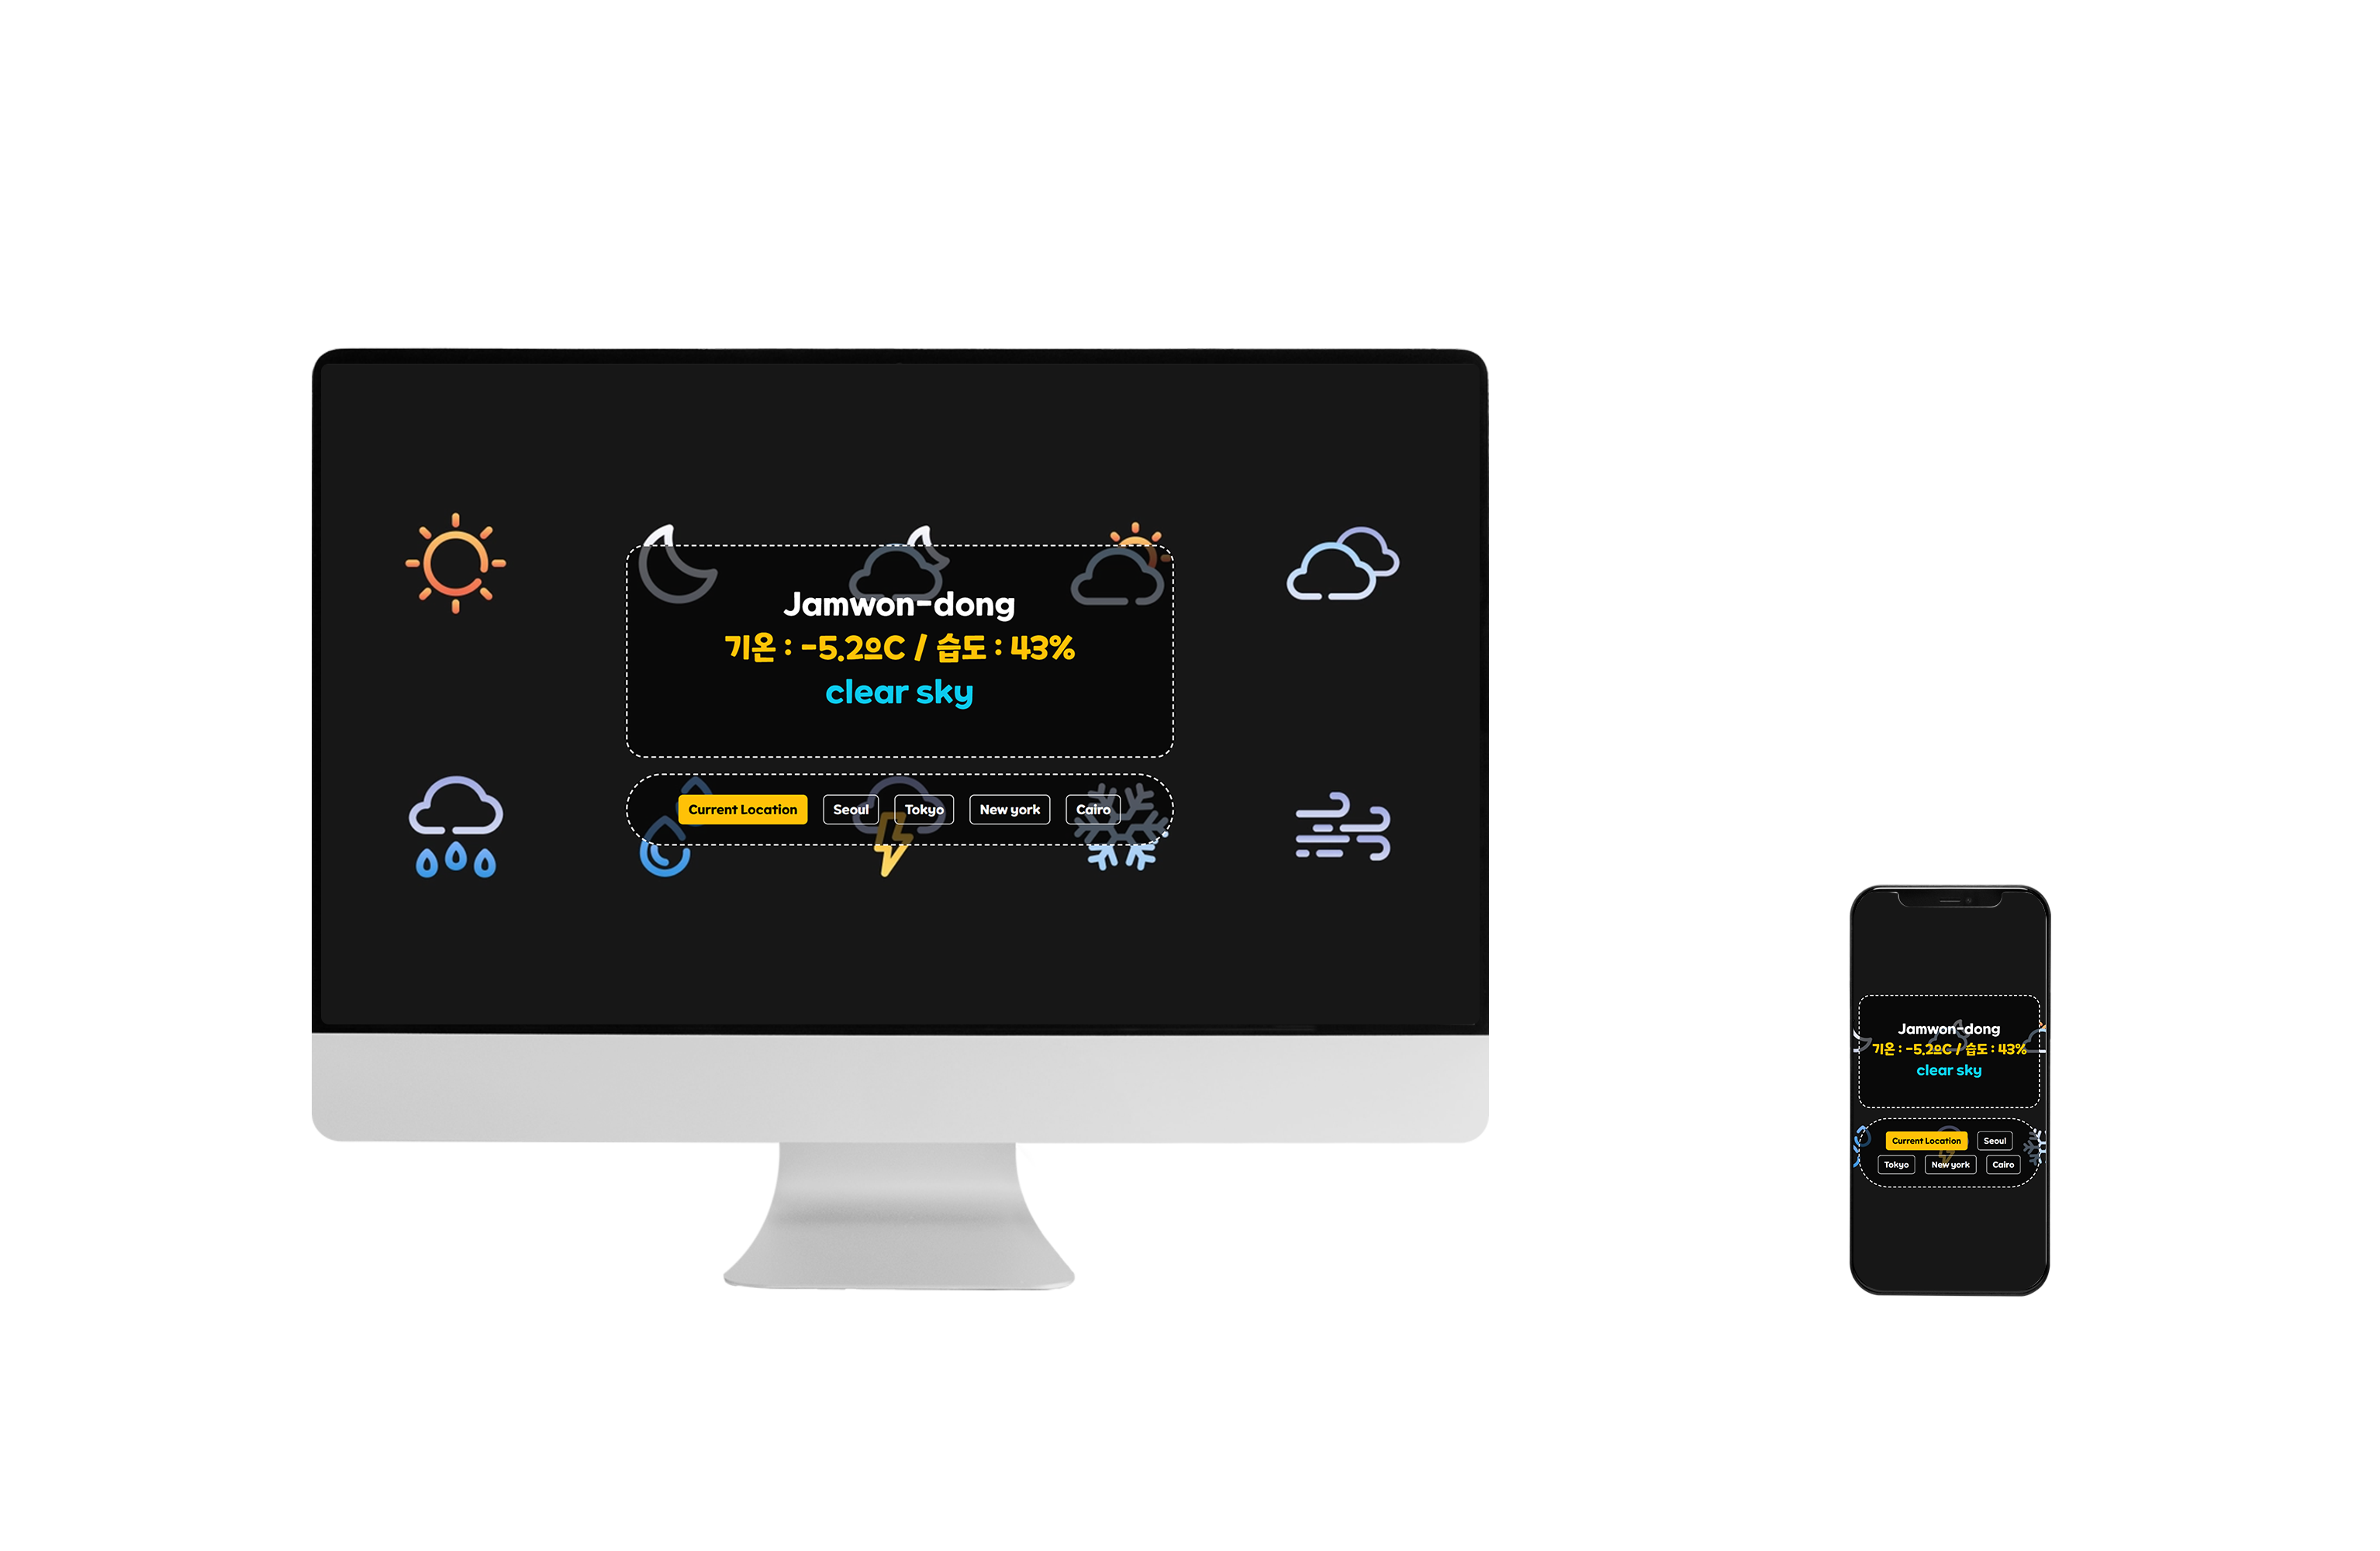 Jamwon-dong
기온 : -5.2ºC / 습도 : 43%
clear sky
Current Location Seoul Tokyo New york Cairo
Jamwon-dong
기온 : -5.2ºC / 습도 : 43%
clear sky
Current Location Seoul
Tokyo New york Cairo